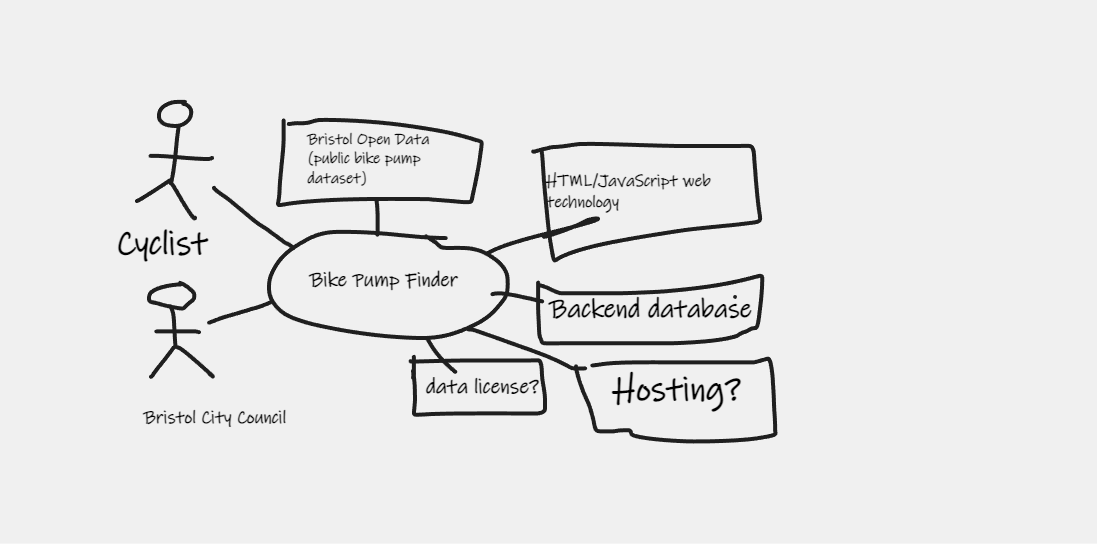 Bristol Open Data
(public bike pump
dataset)
HTML/JavaScript web
technology
Cyclist
Bike Pump Finder
Backend database
data license?
Hosting?
Bristol City Council